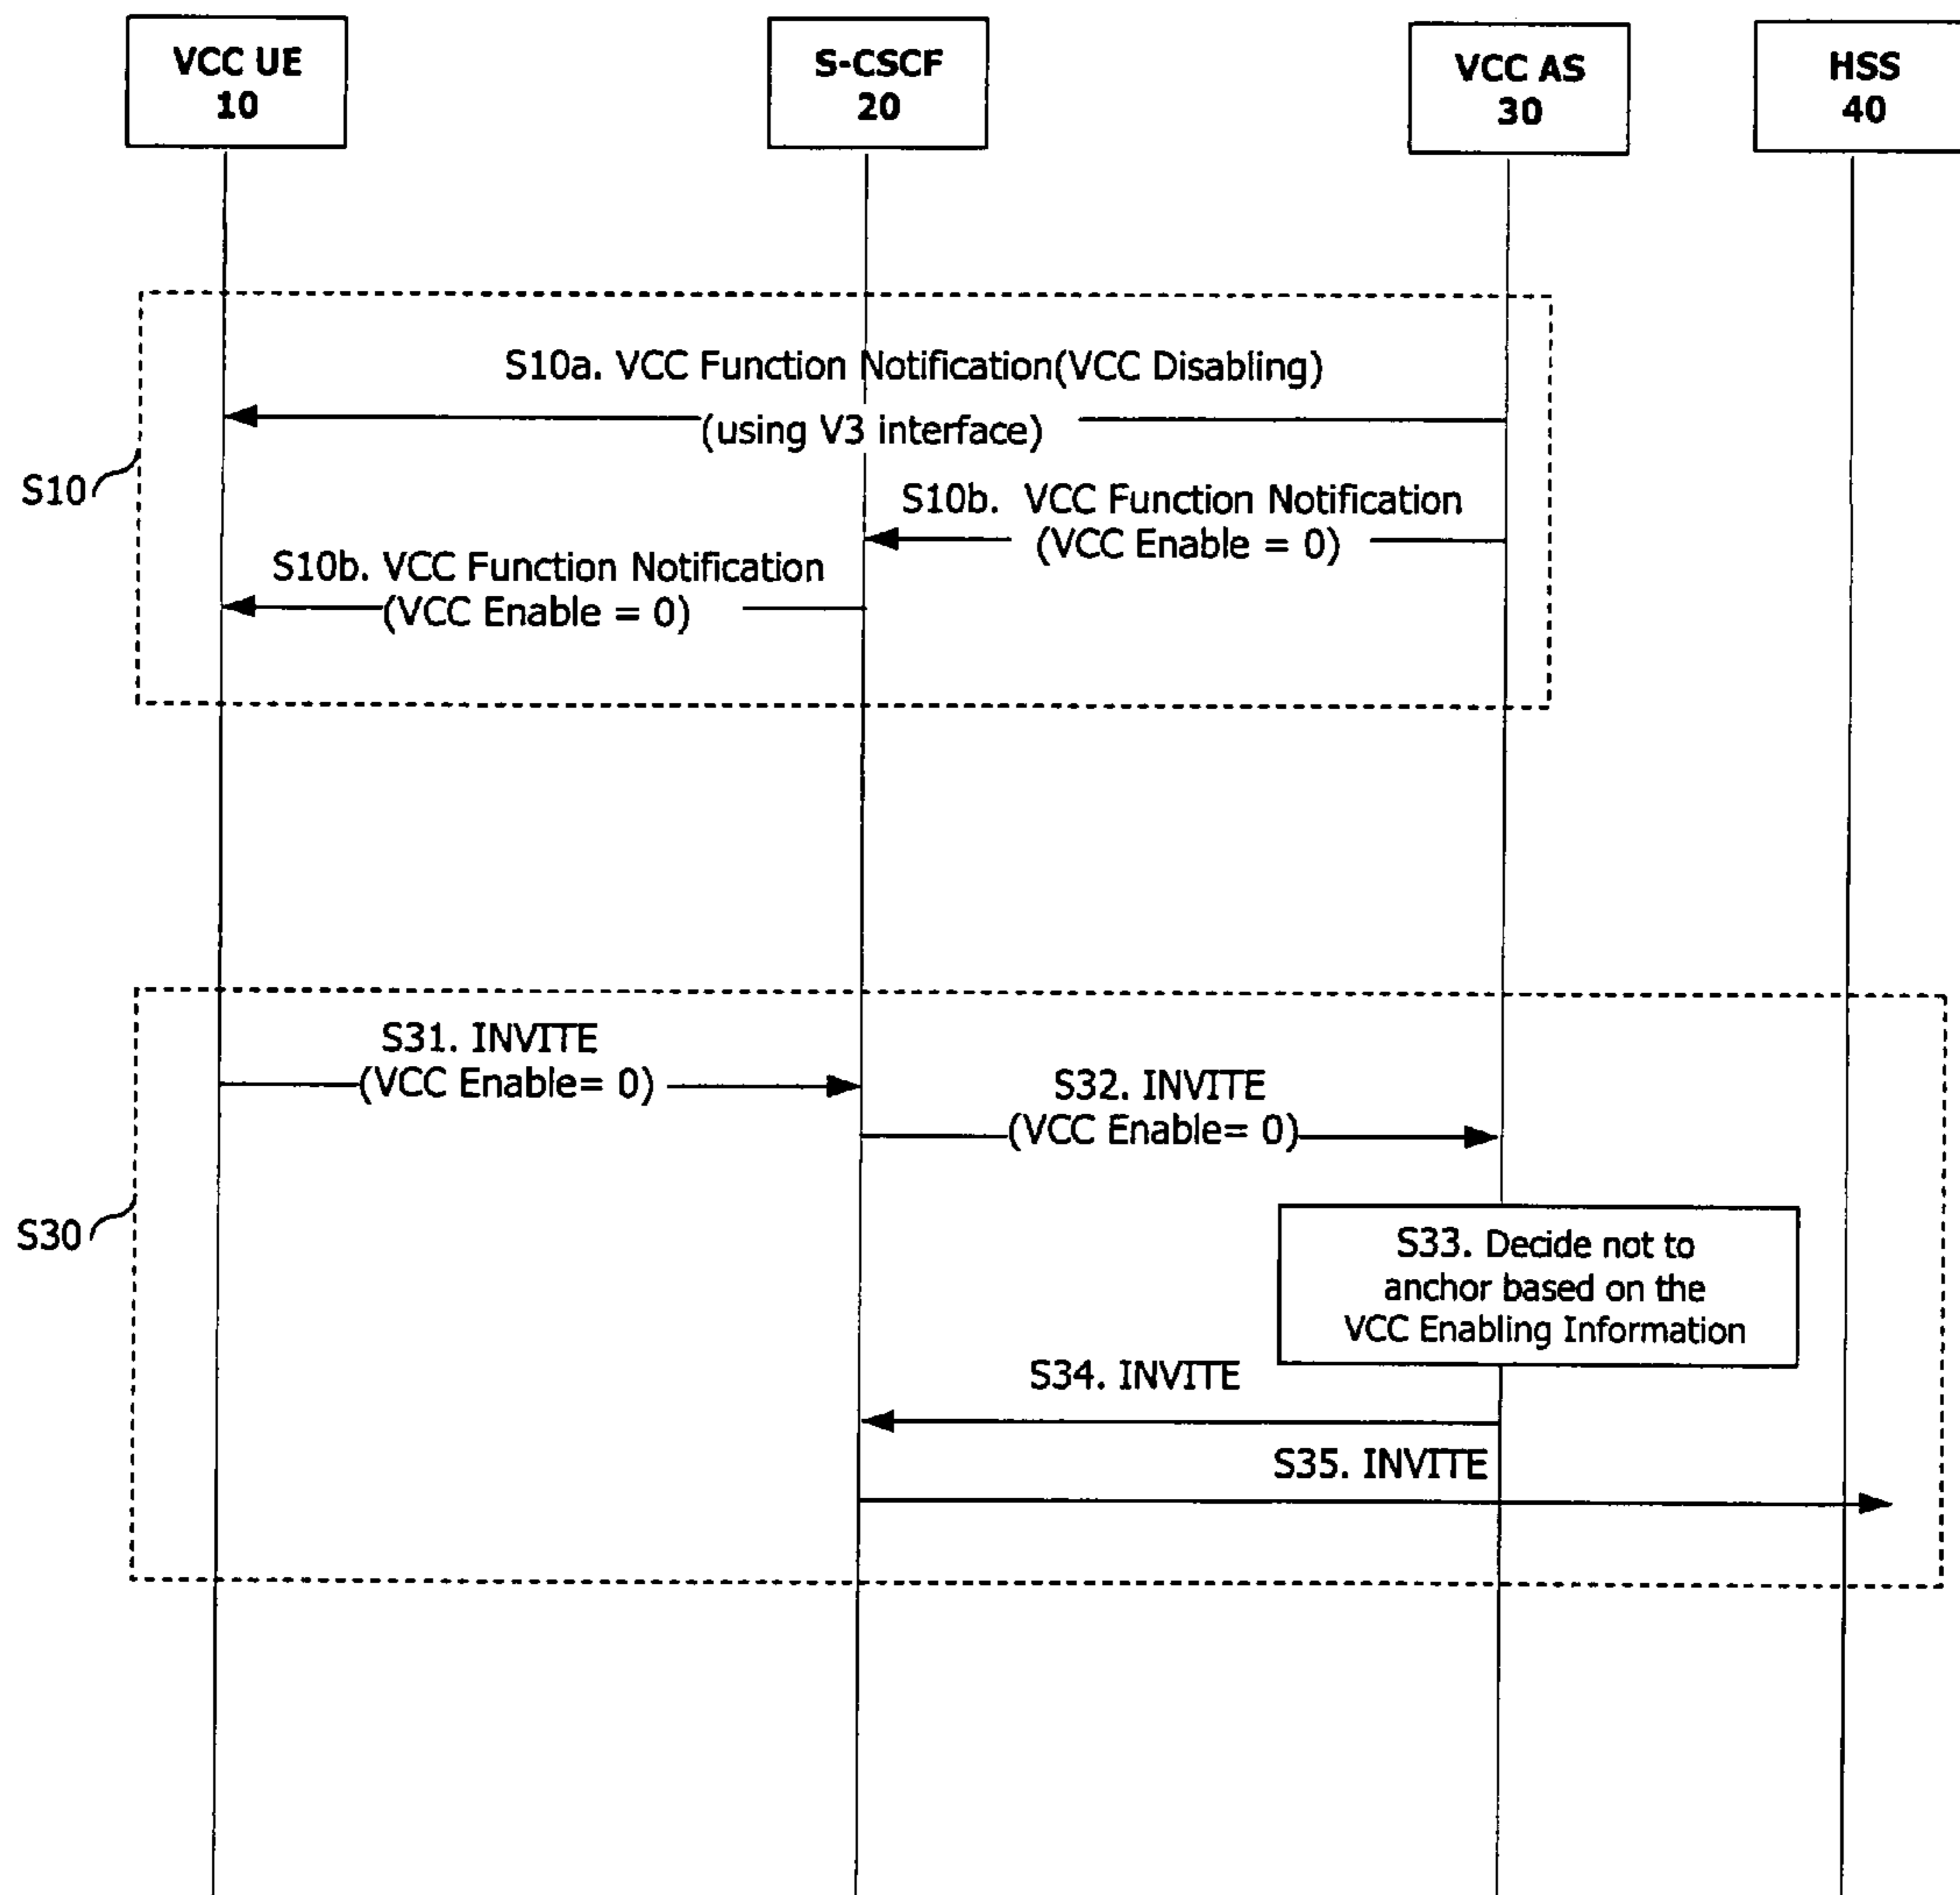 VCC UE
10
S-CSCF
20
VCC AS
30
HSS
40
S10a. VCC Function Notification(VCC Disabling)
(using V3 interface)
S10
S10b. VCC Function Notification
(VCC Enable = 0)
S10b. VCC Function Notification
(VCC Enable = 0)
S31. INVITE
(VCC Enable= 0)
S32. INVITE
(VCC Enable= 0)
S30
S33. Decide not to
anchor based on the
VCC Enabling Information
S34. INVITE
S35. INVITE